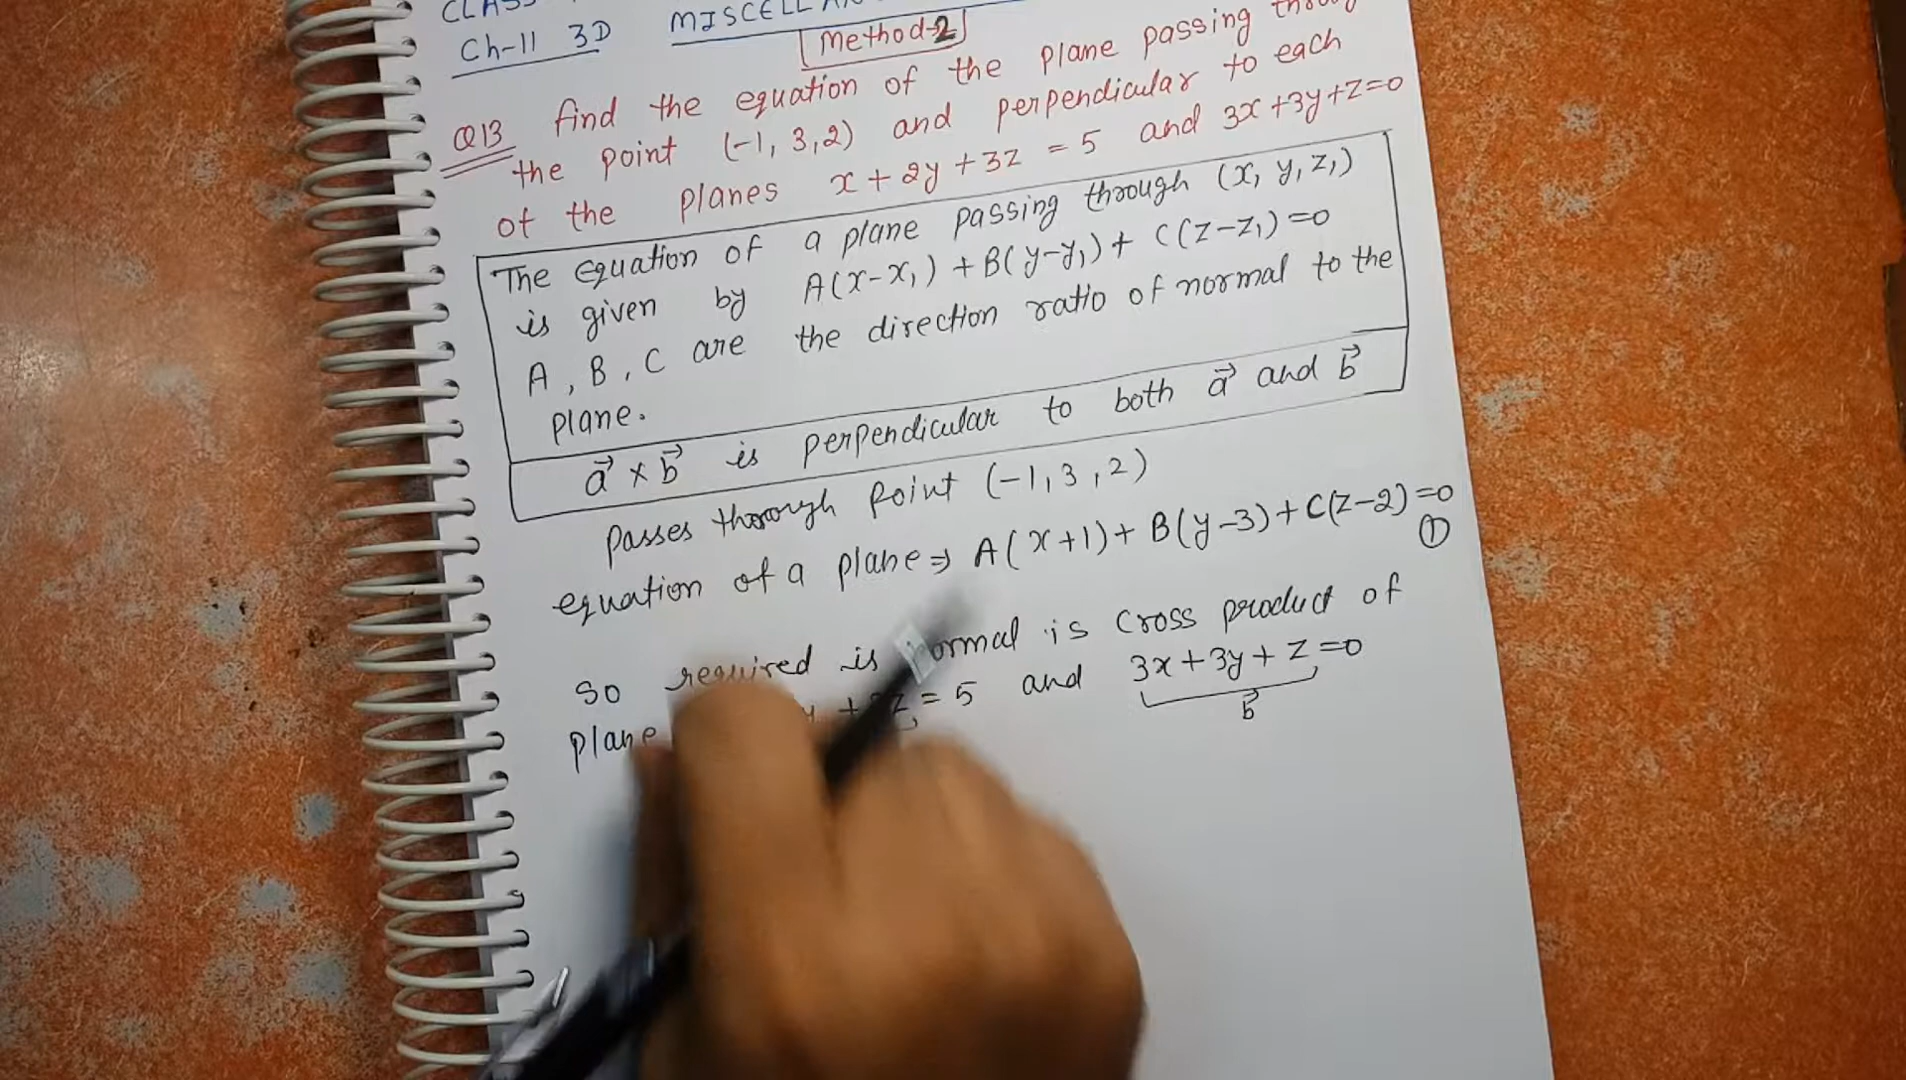 CLASS
MISCELLAN
Ch-11 3D
Method-2
Q13 find the equation of the plane passing
the point (-1, 3, 2) and perpendicular to each
of the planes x + 2y + 3z = 5 and 3x + 3y + z = 0
The equation of a plane passing through (x, y, z₁)
is given by A(x-x₁) + B(y-y₁) + C(z-z₁) = 0
A, B, C are the direction ratio of normal to the
plane.
a⃗ × b⃗ is perpendicular to both a⃗ and b⃗
Passes thorough point (-1, 3, 2)
equation of a plane ⇒ A(x+1) + B(y-3) + C(z-2) = 0
①
So required is normal is cross product of
plane = 5 and 3x + 3y + z = 0
b⃗